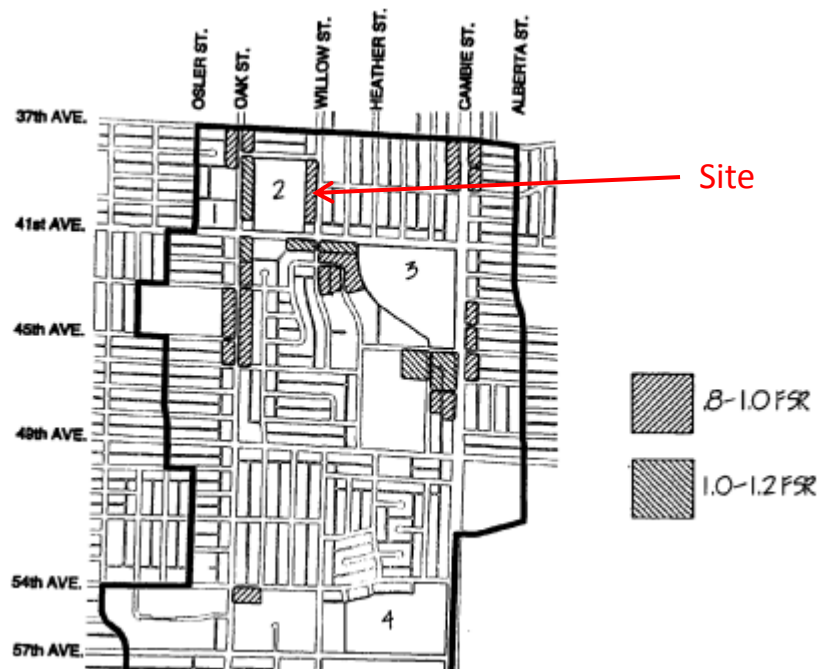 OSLER ST.
OAK ST.
WILLOW ST.
HEATHER ST.
CAMBIE ST.
ALBERTA ST.
37th AVE.
Site
2
41st AVE.
3
45th AVE.
.8-1.0 FSR
49th AVE.
1.0-1.2 FSR
54th AVE.
4
57th AVE.